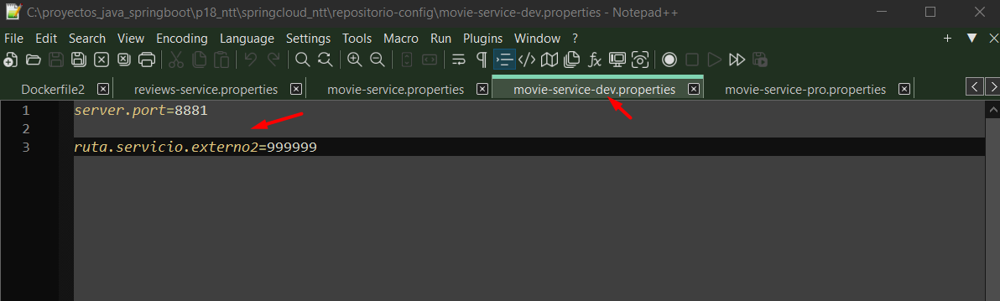 C:\proyectos_java_springboot\p18_ntt\springcloud_ntt\repositorio-config\movie-service-dev.properties - Notepad++
File Edit Search View Encoding Language Settings Tools Macro Run Plugins Window ?
Dockerfile2 reviews-service.properties movie-service.properties movie-service-dev.properties movie-service-pro.properties
1 server.port=8881
2
3 ruta.servicio.externo2=999999